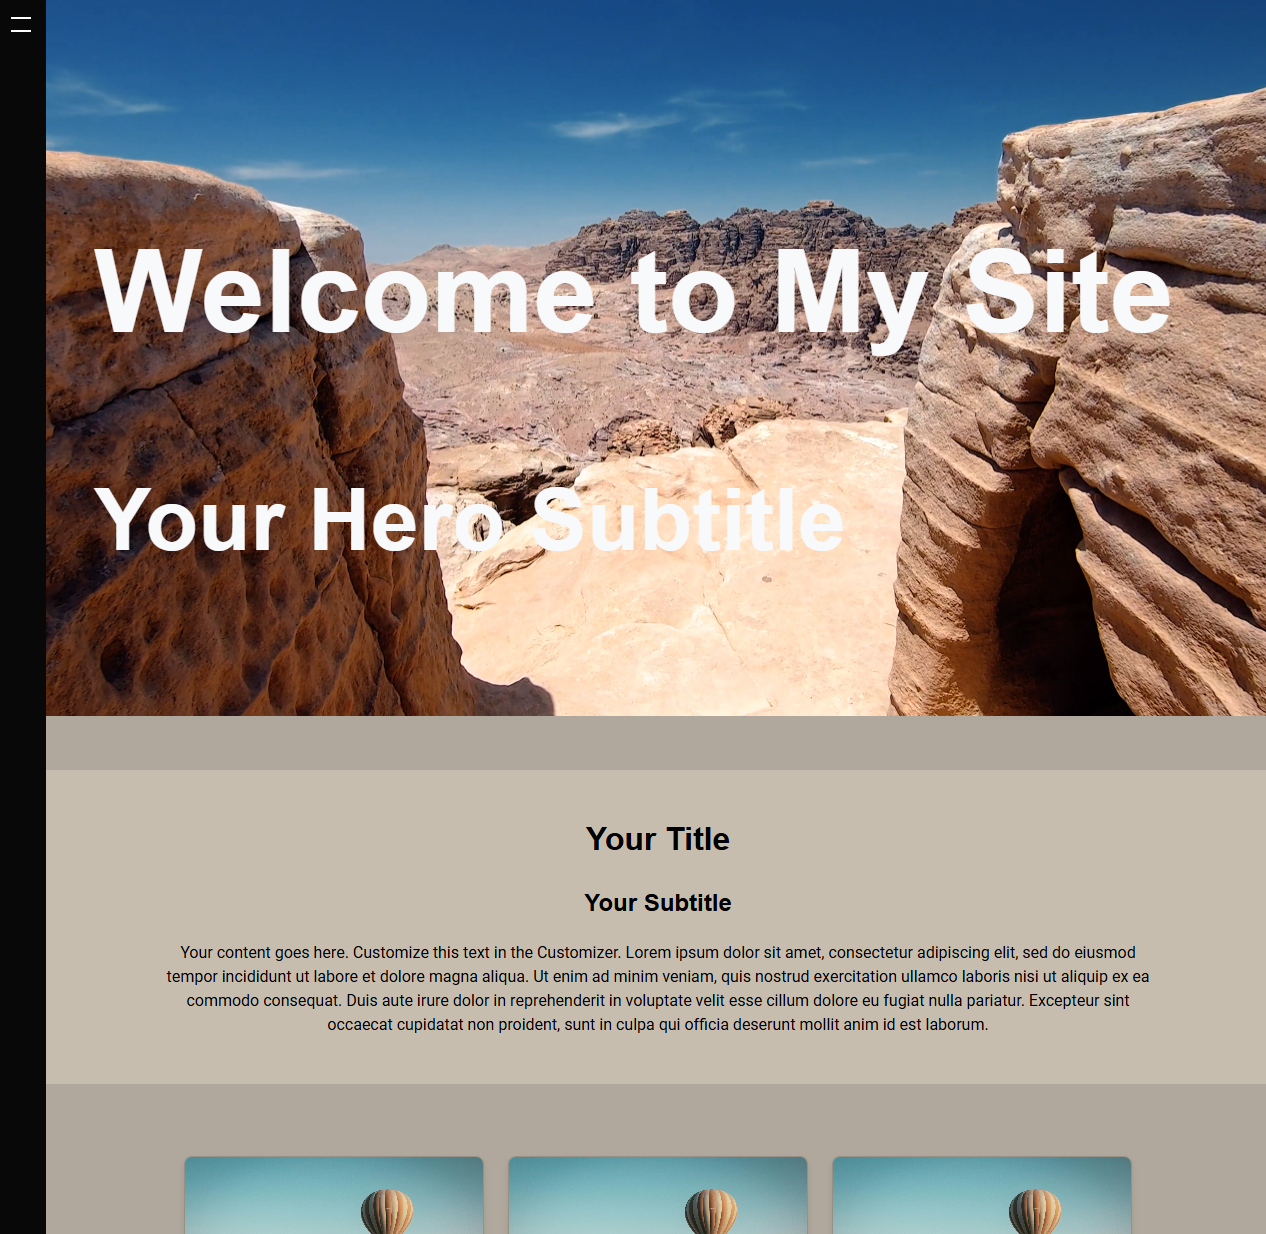 Welcome to My Site
Your Hero Subtitle
Your Title
Your Subtitle
Your content goes here. Customize this text in the Customizer. Lorem ipsum dolor sit amet, consectetur adipiscing elit, sed do eiusmod
tempor incididunt ut labore et dolore magna aliqua. Ut enim ad minim veniam, quis nostrud exercitation ullamco laboris nisi ut aliquip ex ea
commodo consequat. Duis aute irure dolor in reprehenderit in voluptate velit esse cillum dolore eu fugiat nulla pariatur. Excepteur sint
occaecat cupidatat non proident, sunt in culpa qui officia deserunt mollit anim id est laborum.